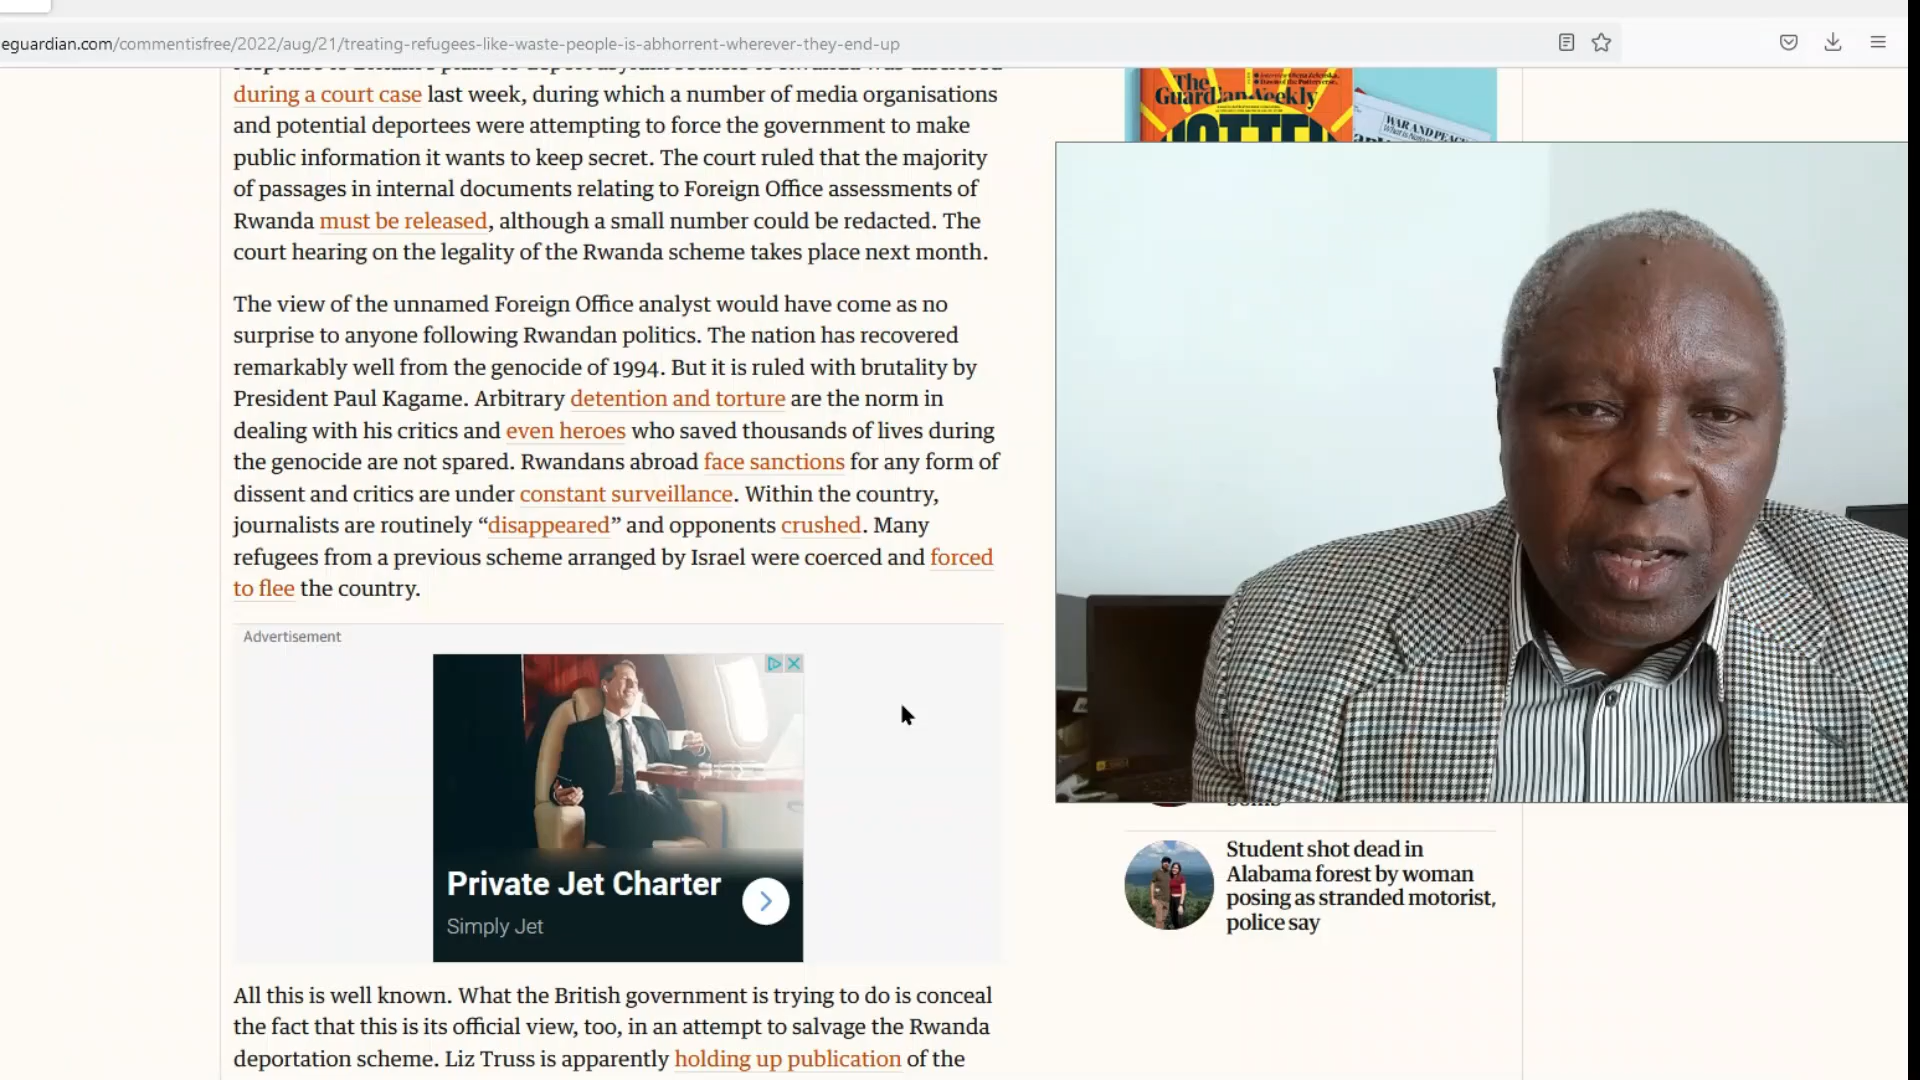 eguardian.com/commentisfree/2022/aug/21/treating-refugees-like-waste-people-is-abhorrent-wherever-they-end-up
during a court case last week, during which a number of media organisations
and potential deportees were attempting to force the government to make
public information it wants to keep secret. The court ruled that the majority
of passages in internal documents relating to Foreign Office assessments of
Rwanda must be released, although a small number could be redacted. The
court hearing on the legality of the Rwanda scheme takes place next month.
The view of the unnamed Foreign Office analyst would have come as no
surprise to anyone following Rwandan politics. The nation has recovered
remarkably well from the genocide of 1994. But it is ruled with brutality by
President Paul Kagame. Arbitrary detention and torture are the norm in
dealing with his critics and even heroes who saved thousands of lives during
the genocide are not spared. Rwandans abroad face sanctions for any form of
dissent and critics are under constant surveillance. Within the country,
journalists are routinely “disappeared” and opponents crushed. Many
refugees from a previous scheme arranged by Israel were coerced and forced
to flee the country.
Advertisement
Private Jet Charter
Simply Jet
All this is well known. What the British government is trying to do is conceal
the fact that this is its official view, too, in an attempt to salvage the Rwanda
deportation scheme. Liz Truss is apparently holding up publication of the
The
Guardian Weekly
WAR AND PEACE
Student shot dead in
Alabama forest by woman
posing as stranded motorist,
police say